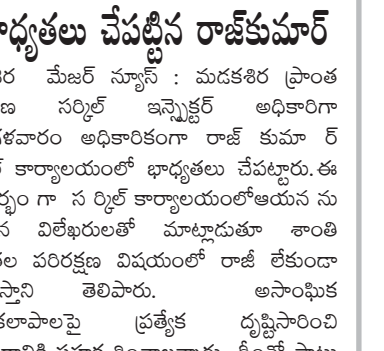 బాధ్యతలు చేపట్టిన రాజ్‌కుమార్
మేజర్ న్యూస్ : మడకశిర ప్రాంత
సర్కిల్ ఇన్స్పెక్టర్ అధికారిగా
అధికారికంగా రాజ్ కుమా ర్
కార్యాలయంలో భాధ్యతలు చేపట్టారు. ఈ
గా స ర్కిల్ కార్యాలయంలోఆయన ను
విలేఖరులతో మాట్లాడుతూ శాంతి
పరిరక్షణ విషయంలో రాజీ లేకుండా
తెలిపారు. అసాంఘిక
ప్రత్యేక దృష్టిసారించి